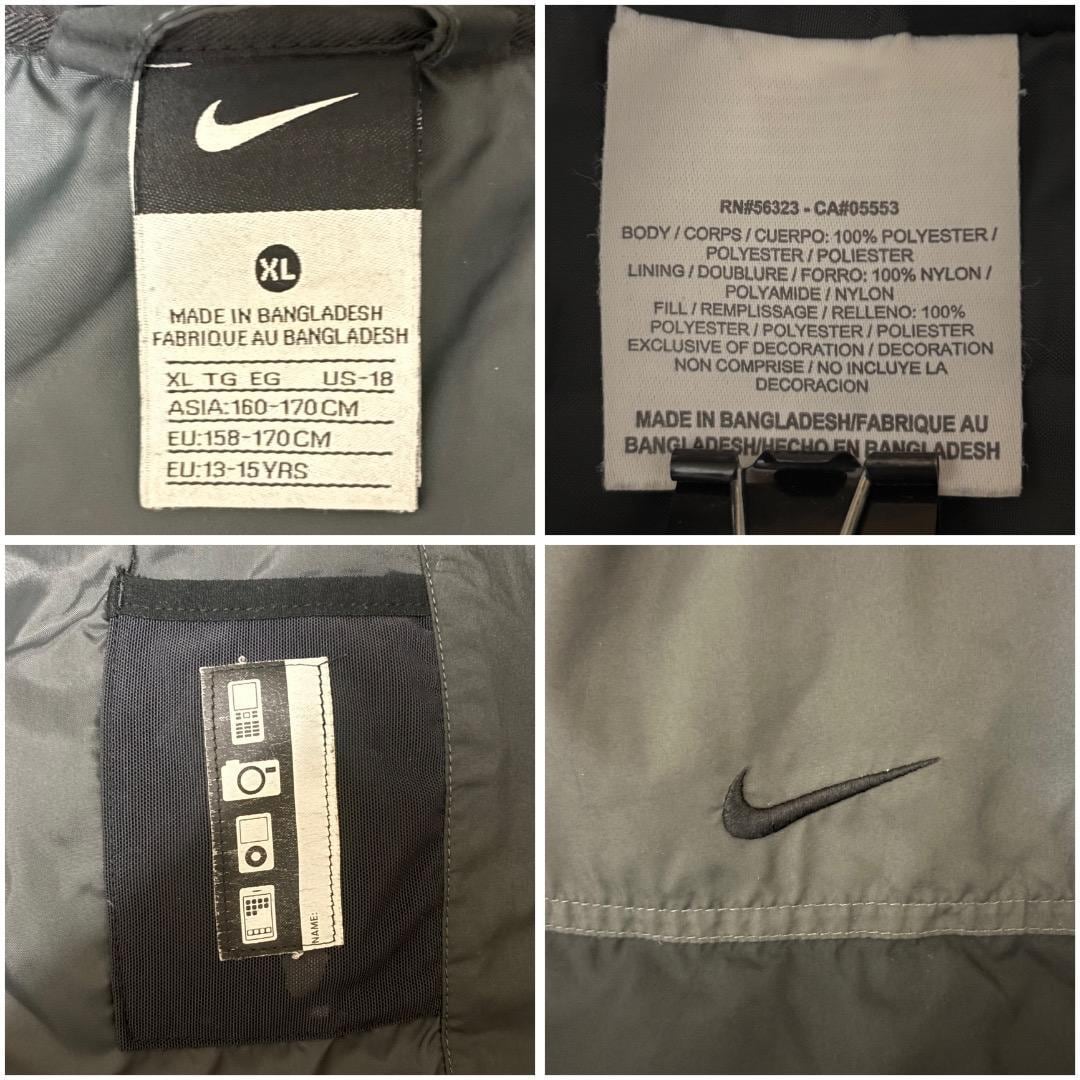 XL
MADE IN BANGLADESH
FABRIQUE AU BANGLADESH
XL TG EG US-18
ASIA:160-170CM
EU:158-170CM
EU:13-15YRS
RN#56323 - CA#05553
BODY / CORPS / CUERPO: 100% POLYESTER /
POLYESTER / POLIESTER
LINING / DOUBLURE / FORRO: 100% NYLON /
POLYAMIDE / NYLON
FILL / REMPLISSAGE / RELLENO: 100%
POLYESTER / POLYESTER / POLIESTER
EXCLUSIVE OF DECORATION / DECORATION
NON COMPRISE / NO INCLUYE LA
DECORACION
MADE IN BANGLADESH/FABRIQUE AU
BANGLADESH/HECHO EN BANGLADESH
NAME: